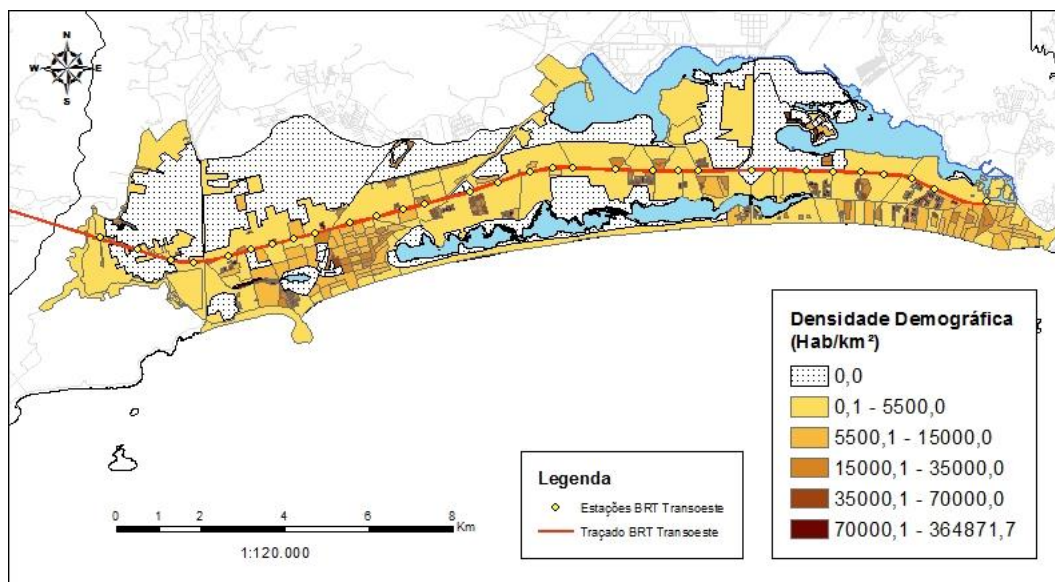 N
W E
S
Densidade Demográfica
(Hab/km²)
0,0
0,1 - 5500,0
5500,1 - 15000,0
15000,1 - 35000,0
35000,1 - 70000,0
70000,1 - 364871,7
Legenda
Estações BRT Transoeste
Traçado BRT Transoeste
0 1 2 4 6 8
Km
1:120.000